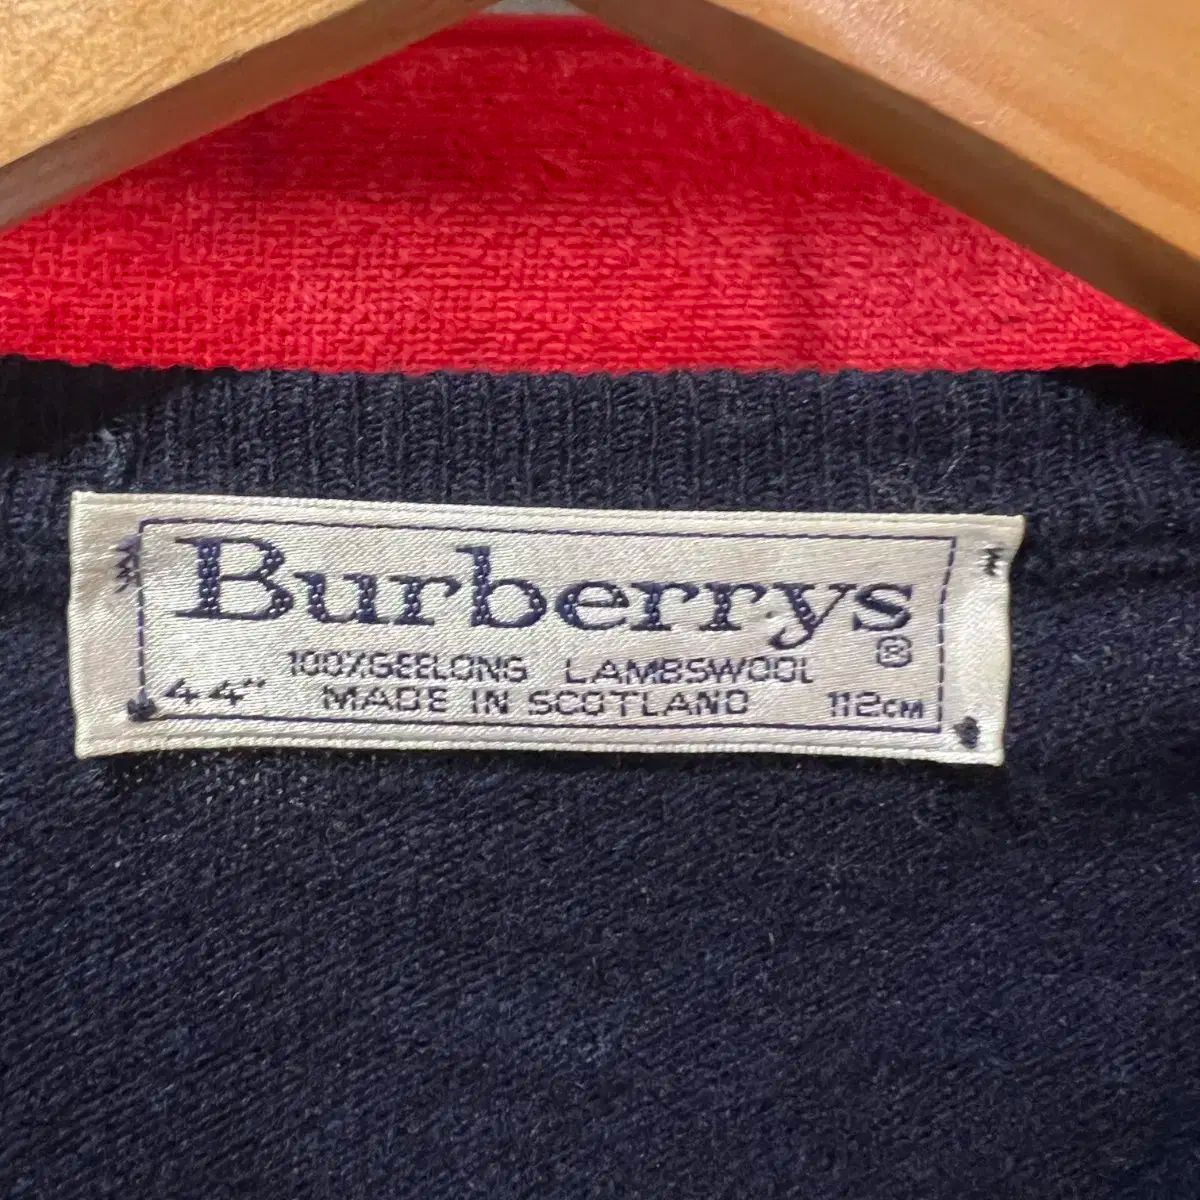 Burberrys
®
100%GEELONG LAMBSWOOL
44" MADE IN SCOTLAND 112CM